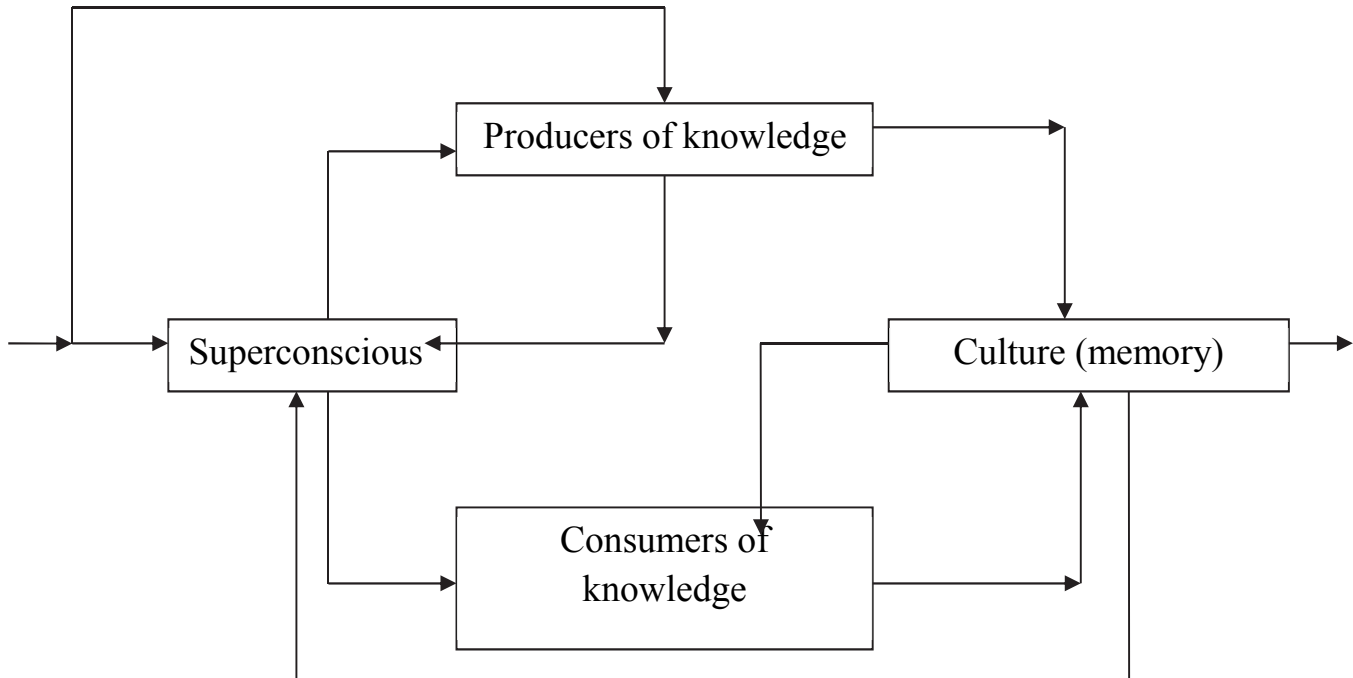 Producers of knowledge
Superconscious
Culture (memory)
Consumers of
knowledge